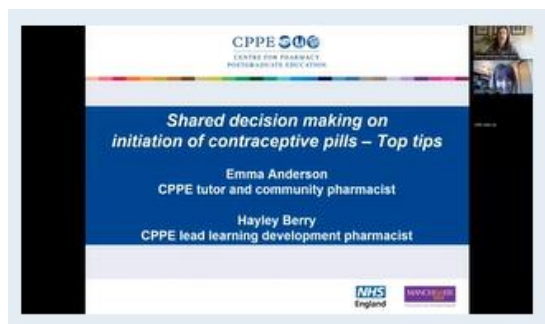 CPPE
CENTRE FOR PHARMACY
POSTGRADUATE EDUCATION
Shared decision making on
initiation of contraceptive pills – Top tips
Emma Anderson
CPPE tutor and community pharmacist
Hayley Berry
CPPE lead learning development pharmacist
NHS
England
MANCHESTER